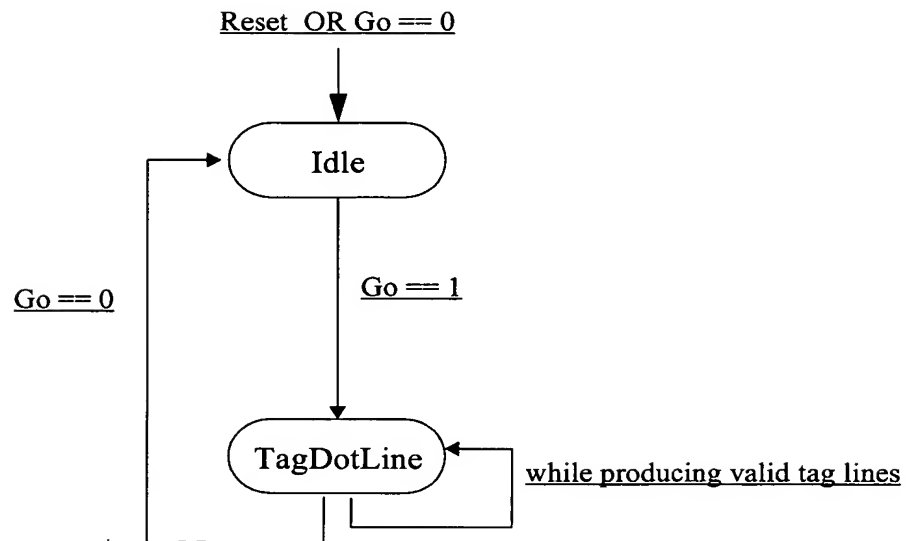 Reset OR Go == 0
Idle
Go == 0
Go == 1
TagDotLine
while producing valid tag lines